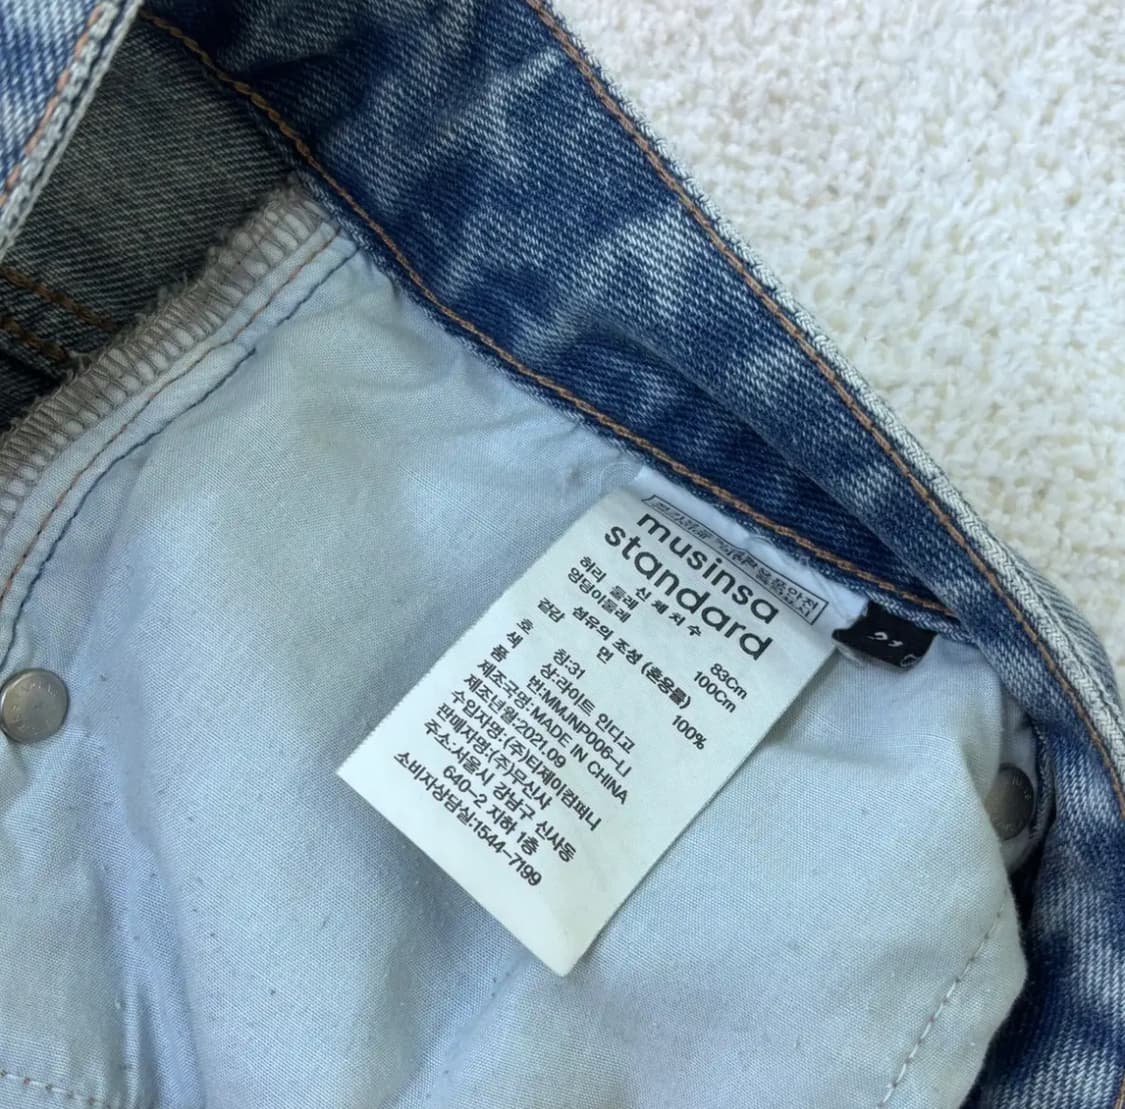 musinsa
standard
신 체 치 수
허리 둘레 83Cm
엉덩이둘레 100Cm
섬유의 조성 (혼용률)
겉감 면 100%
호 칭:31
색 상:라이트 인디고
품 번:MMJNP006-LI
제조국명:MADE IN CHINA
제조년월:2021.09
수입자명:(주)티제이컴퍼니
판매자명:(주)무신사
주소:서울시 강남구 신사동
640-2 지하 1층
소비자상담실:1544-7199